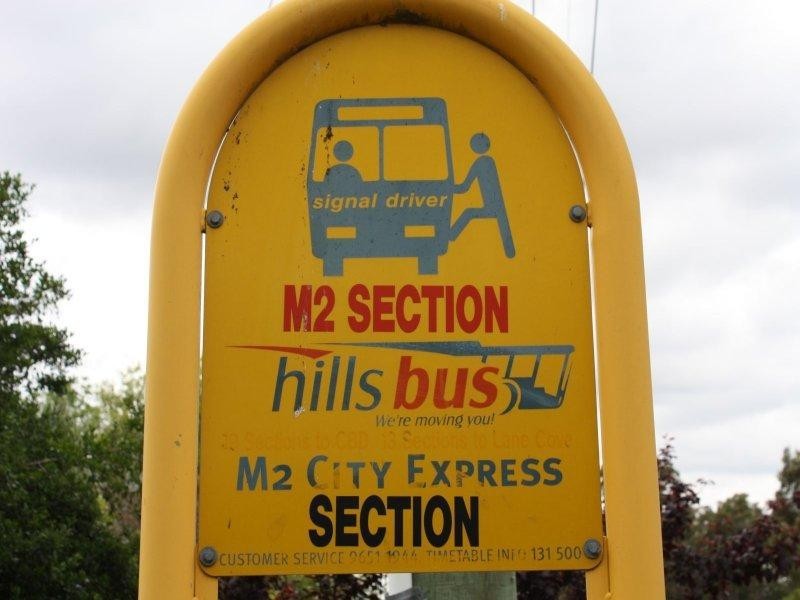 signal driver
M2 SECTION
hills bus
We're moving you!
19 Sections to CBD 13 Sections to Lane Cove
M2 CITY EXPRESS
SECTION
CUSTOMER SERVICE 9651 1944, TIMETABLE INFO 131 500